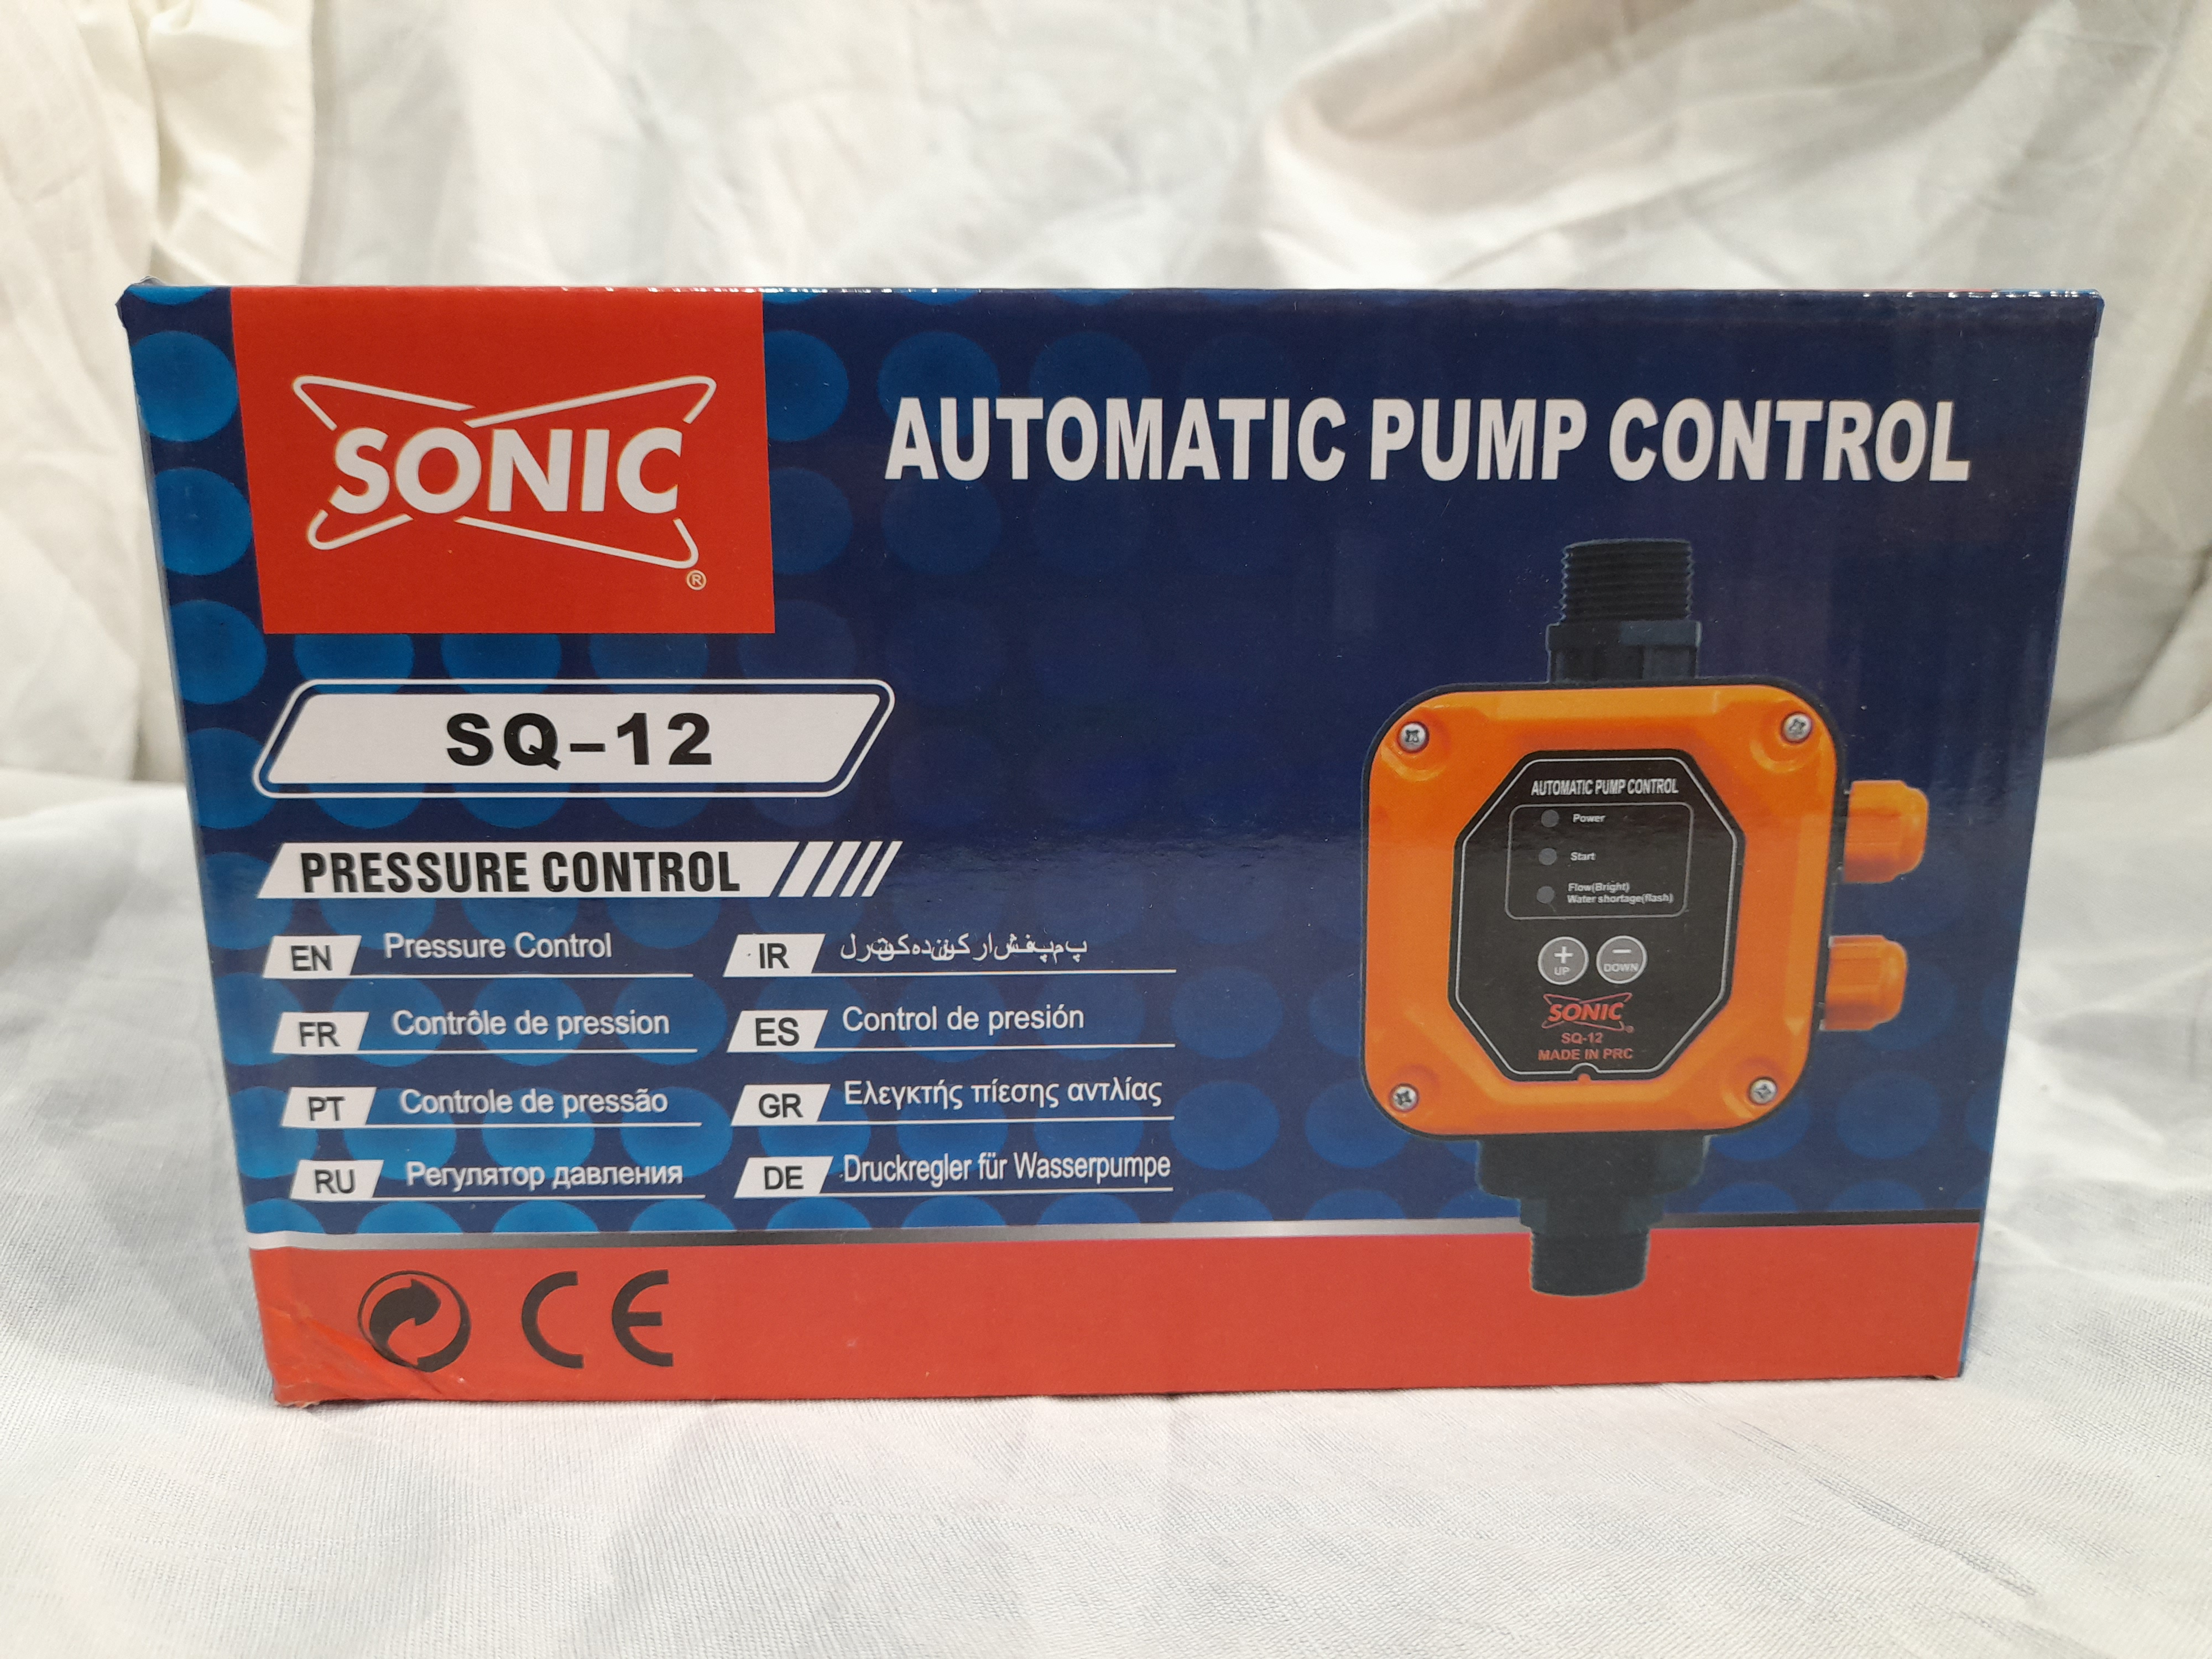 SONIC
®
AUTOMATIC PUMP CONTROL
SQ-12
PRESSURE CONTROL
EN Pressure Control
FR Contrôle de pression
PT Controle de pressão
RU Регулятор давления
IR
ES Control de presión
GR Ελεγκτής πίεσης αντλίας
DE Druckregler für Wasserpumpe
CE
AUTOMATIC PUMP CONTROL
Power
Start
Flow(Bright)
Water shortage(flash)
+ −
UP DOWN
SONIC
®
SQ-12
MADE IN PRC